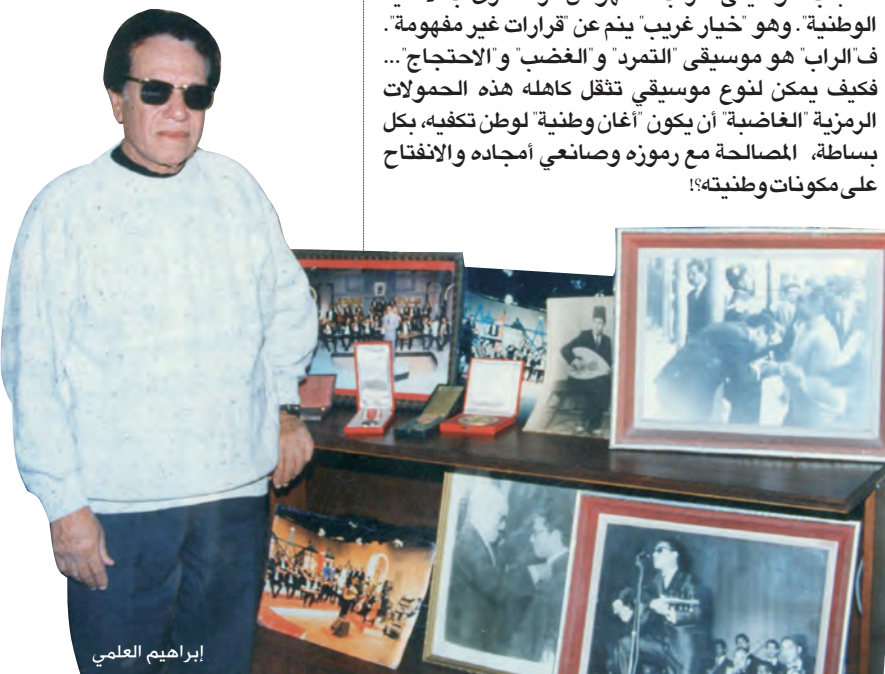 الوطنية". وهو "خيار غريب" ينم عن "قرارات غير مفهومة".
ف"الراب" هو موسيقى "التمرد" و"الغضب" و"الاحتجاج"...
فكيف يمكن لنوع موسيقي تثقل كاهله هذه الحمولات
الرمزية "الغاضبة" أن يكون "أغان وطنية" لوطن تكفيه، بكل
بساطة، المصالحة مع رموزه وصانعي أمجاده والانفتاح
على مكونات وطنيته؟!
إبراهيم العلمي